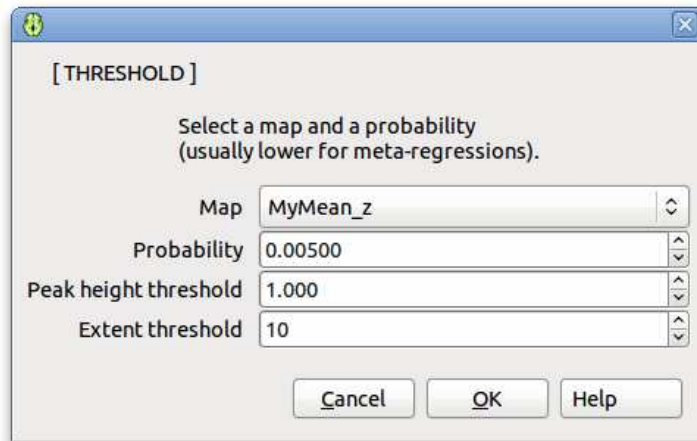 [ THRESHOLD ]
Select a map and a probability
(usually lower for meta-regressions).
Map MyMean_z
Probability 0.00500
Peak height threshold 1.000
Extent threshold 10
Cancel OK Help